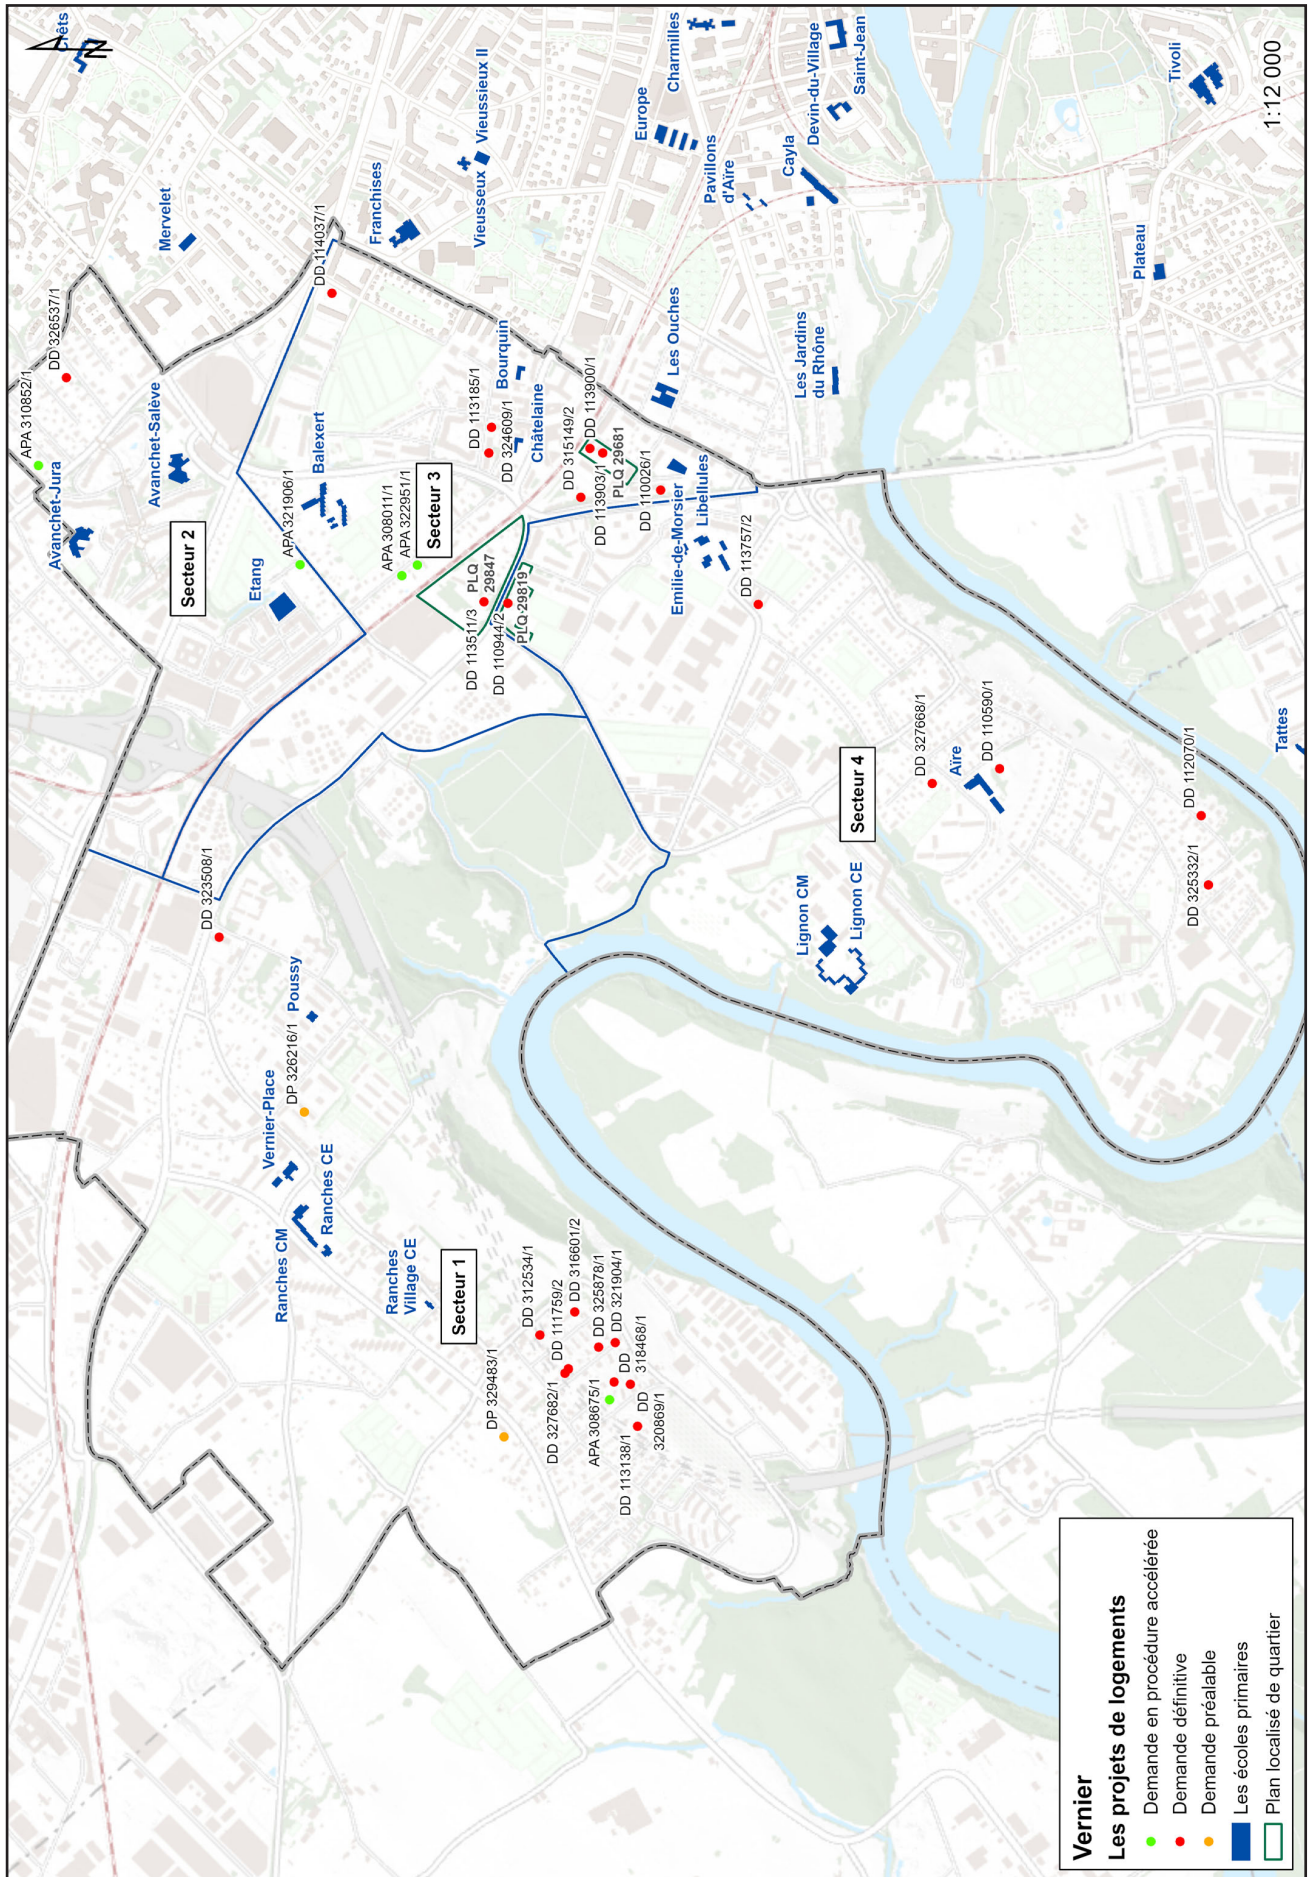 Crêts
Mervelet
Franchises
Vieusseux
Vieussieux II
Europe
Charmilles
Pavillons
d'Aïre
Cayla
Devin-du-Village
Saint-Jean
Tivoli
1:12 000
APA 310852/1
DD 326537/1
Avanchet-Jura
Avanchet-Salève
Secteur 2
DD 114037/1
Etang
APA 321906/1
Balexert
APA 308011/1
APA 322951/1
Secteur 3
DD 113185/1
DD 324609/1
Bourquin
Châtelaine
DD 315149/2
DD 113900/1
DD 113903/1
PLQ 29681
DD 110026/1
Les Ouches
Les Jardins
du Rhône
Plateau
PLQ
29847
DD 113511/3
DD 110944/2
PLQ 29819
Emilie-de-Morsier
Libellules
DD 113757/2
DD 323508/1
Poussy
DP 326216/1
Vernier-Place
Ranches CM
Ranches CE
Ranches
Village CE
Secteur 1
Secteur 4
DD 327668/1
Aïre
DD 110590/1
Lignon CM
Lignon CE
DD 112070/1
DD 325332/1
Tattes
DP 329483/1
DD 312534/1
DD 111759/2
DD 316601/2
DD 327682/1
DD 325878/1
DD 321904/1
APA 308675/1
DD
318468/1
DD 113138/1
DD
320869/1
Vernier
Les projets de logements
Demande en procédure accélérée
Demande définitive
Demande préalable
Les écoles primaires
Plan localisé de quartier